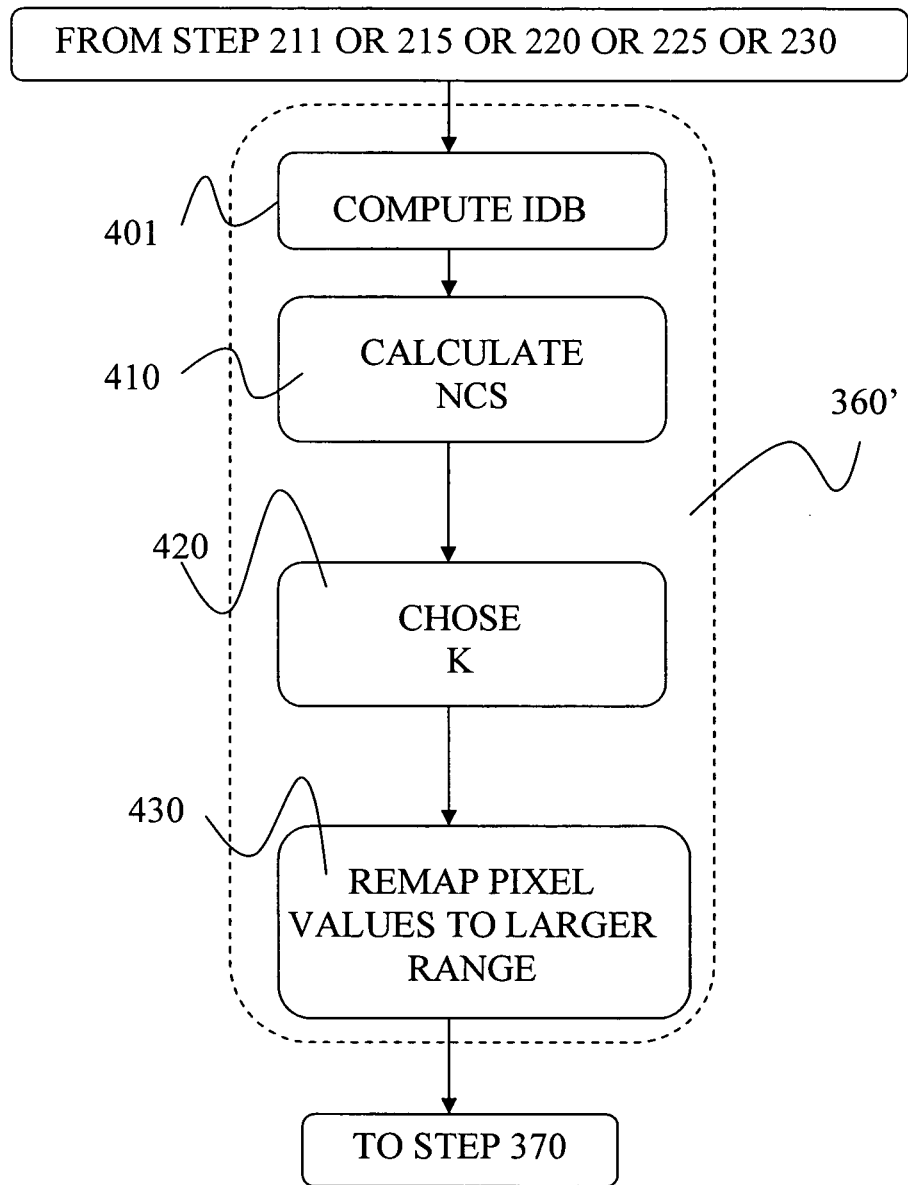 FROM STEP 211 OR 215 OR 220 OR 225 OR 230
COMPUTE IDB
401
CALCULATE
NCS
410
360’
420
CHOSE
K
430
REMAP PIXEL
VALUES TO LARGER
RANGE
TO STEP 370